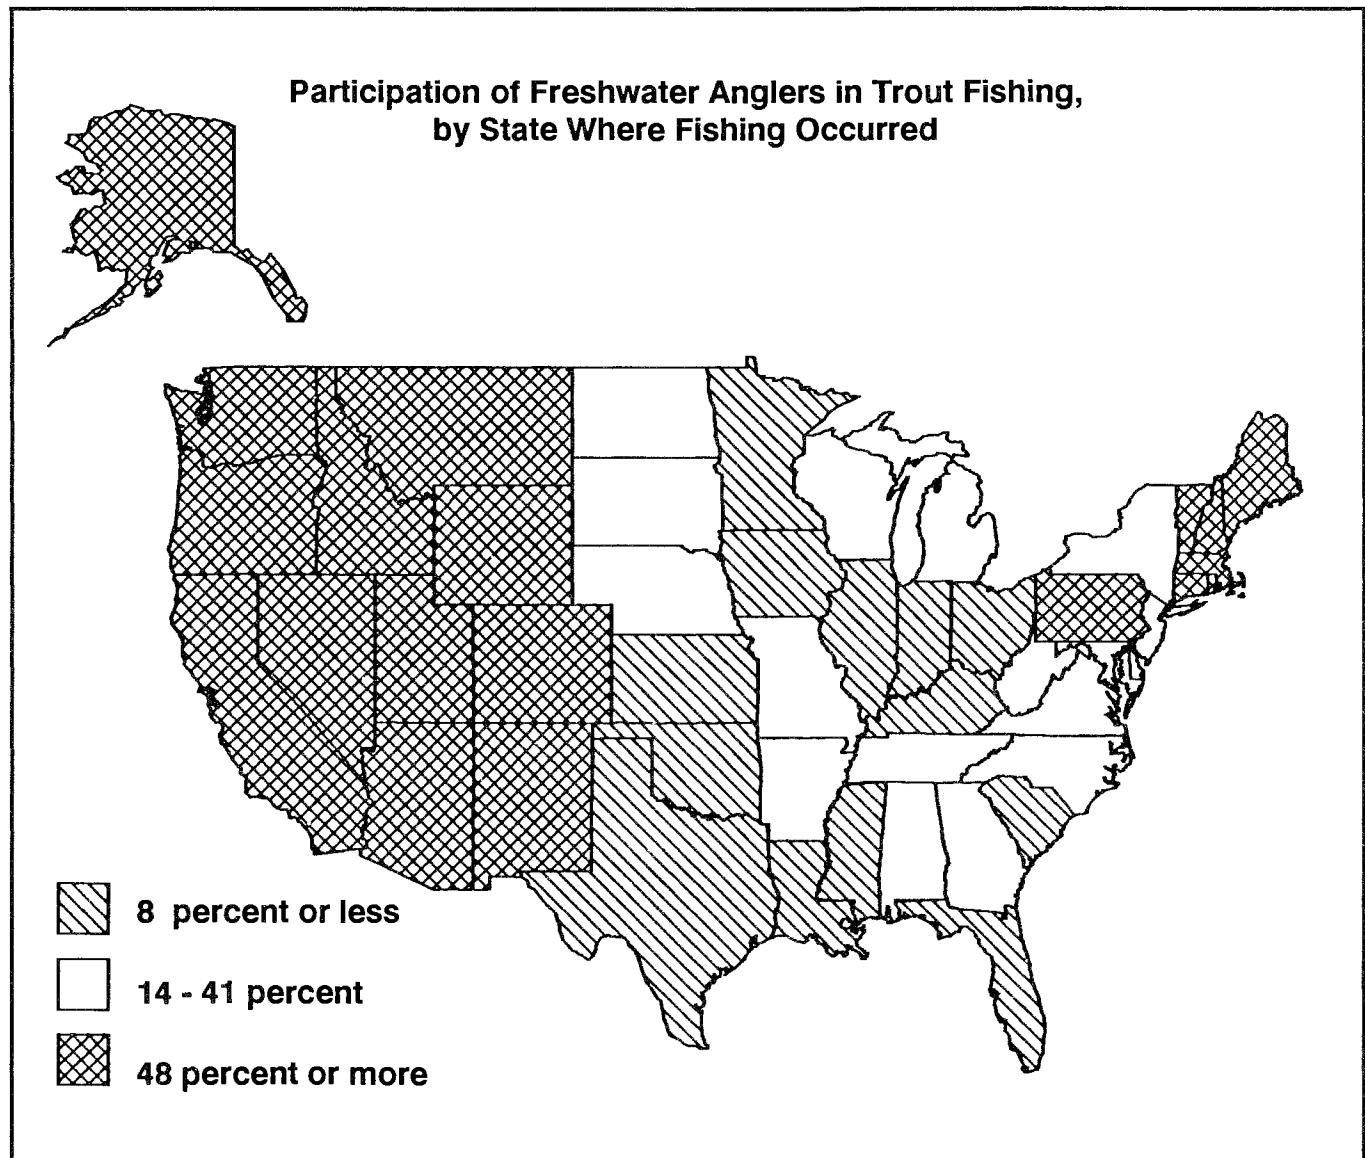 Participation of Freshwater Anglers in Trout Fishing,
by State Where Fishing Occurred
8 percent or less
14 - 41 percent
48 percent or more